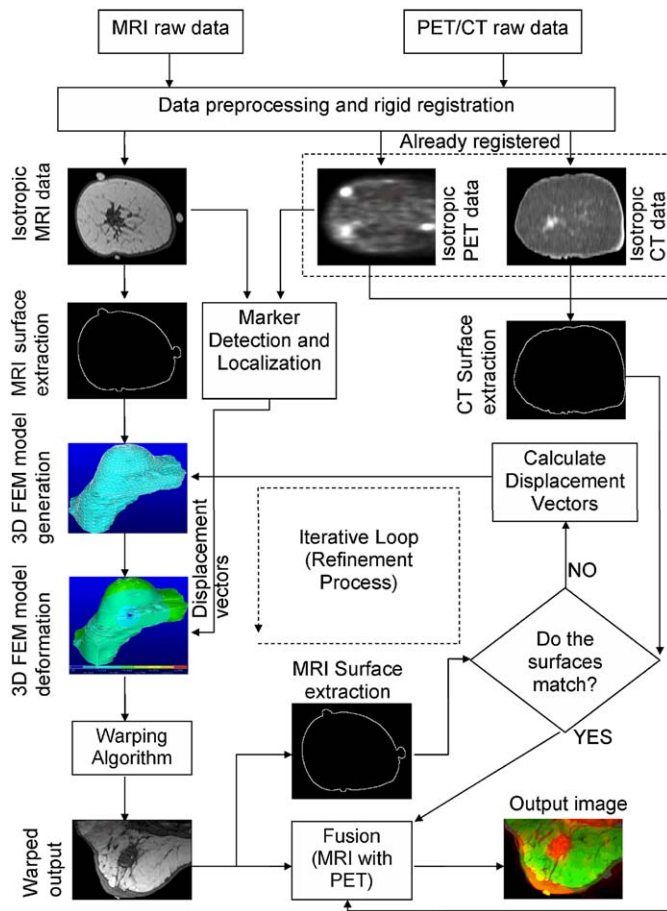 MRI raw data
PET/CT raw data
Data preprocessing and rigid registration
Already registered
Isotropic
MRI data
Isotropic
PET data
Isotropic
CT data
MRI surface
extraction
Marker
Detection and
Localization
CT Surface
extraction
3D FEM model
generation
Calculate
Displacement
Vectors
Displacement
vectors
Iterative Loop
(Refinement
Process)
NO
3D FEM model
deformation
Do the
surfaces
match?
MRI Surface
extraction
YES
Warping
Algorithm
Warped
output
Fusion
(MRI with
PET)
Output image